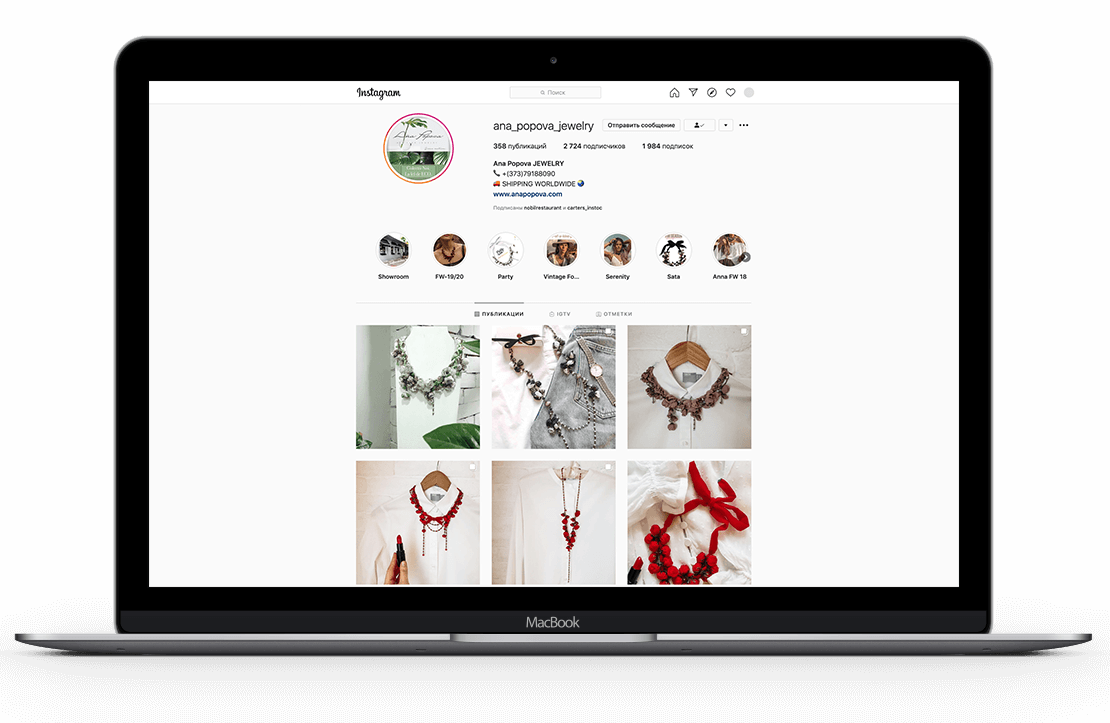 Instagram
Поиск
ana_popova_jewelry Отправить сообщение
358 публикаций 2 724 подписчиков 1 984 подписок
Ana Popova JEWELRY
+(373)79188090
SHIPPING WORLDWIDE
www.anapopova.com
Подписаны nobilrestaurant и carters_instoc
Ana Popova
Showroom FW-19/20 Party Vintage Fo... Serenity Sata Anna FW 18
ПУБЛИКАЦИИ IGTV ОТМЕТКИ
MacBook